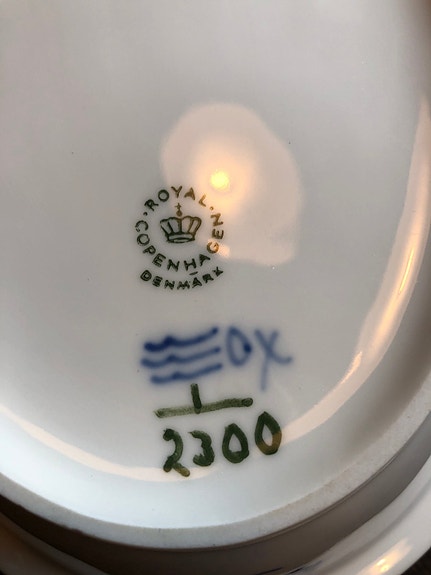 ROYAL
COPENHAGEN
DENMARK
OX
1
2300